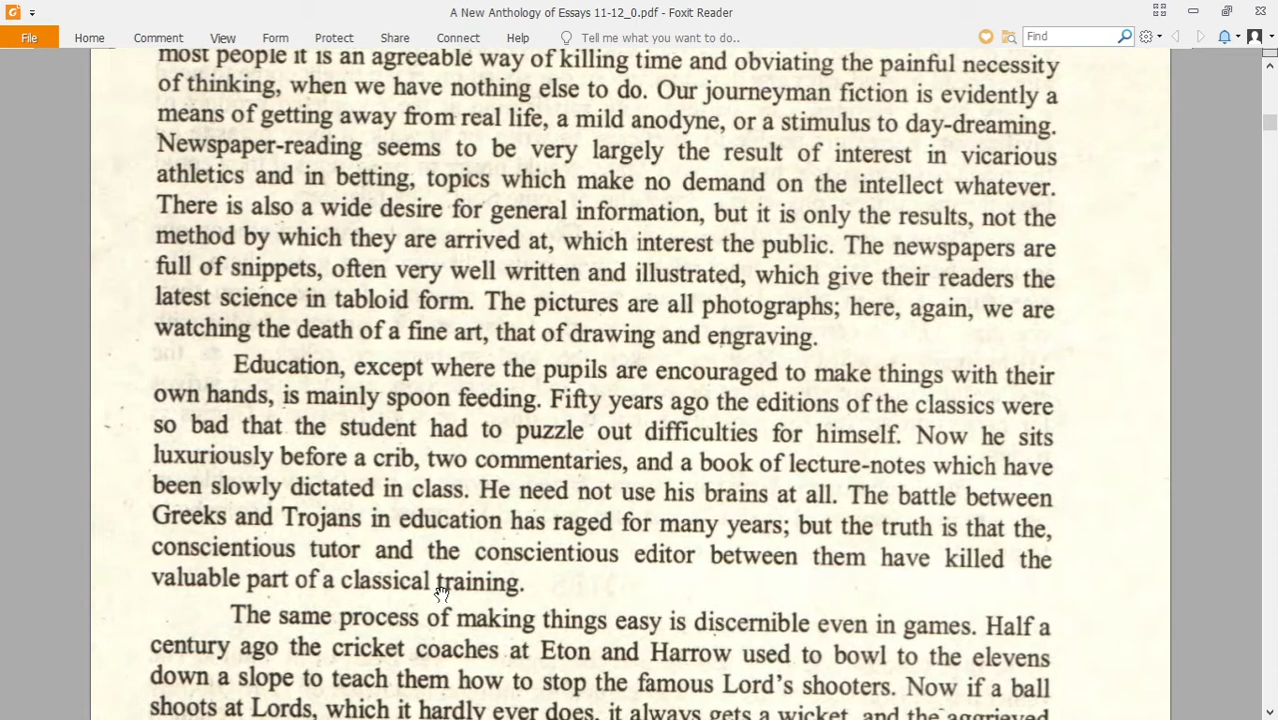 A New Anthology of Essays 11-12_0.pdf - Foxit Reader
File Home Comment View Form Protect Share Connect Help Tell me what you want to do.. Find
most people it is an agreeable way of killing time and obviating the painful necessity
of thinking, when we have nothing else to do. Our journeyman fiction is evidently a
means of getting away from real life, a mild anodyne, or a stimulus to day-dreaming.
Newspaper-reading seems to be very largely the result of interest in vicarious
athletics and in betting, topics which make no demand on the intellect whatever.
There is also a wide desire for general information, but it is only the results, not the
method by which they are arrived at, which interest the public. The newspapers are
full of snippets, often very well written and illustrated, which give their readers the
latest science in tabloid form. The pictures are all photographs; here, again, we are
watching the death of a fine art, that of drawing and engraving.
Education, except where the pupils are encouraged to make things with their
own hands, is mainly spoon feeding. Fifty years ago the editions of the classics were
so bad that the student had to puzzle out difficulties for himself. Now he sits
luxuriously before a crib, two commentaries, and a book of lecture-notes which have
been slowly dictated in class. He need not use his brains at all. The battle between
Greeks and Trojans in education has raged for many years; but the truth is that the,
conscientious tutor and the conscientious editor between them have killed the
valuable part of a classical training.
The same process of making things easy is discernible even in games. Half a
century ago the cricket coaches at Eton and Harrow used to bowl to the elevens
down a slope to teach them how to stop the famous Lord's shooters. Now if a ball
shoots at Lords, which it hardly ever does, it always gets a wicket, and the aggrieved